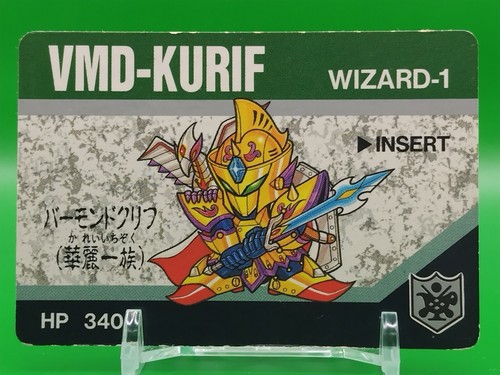 VMD-KURIF
WIZARD-1
▶INSERT
バーモンドクリフ
かれいいちぞく
(華麗一族)
HP 3400